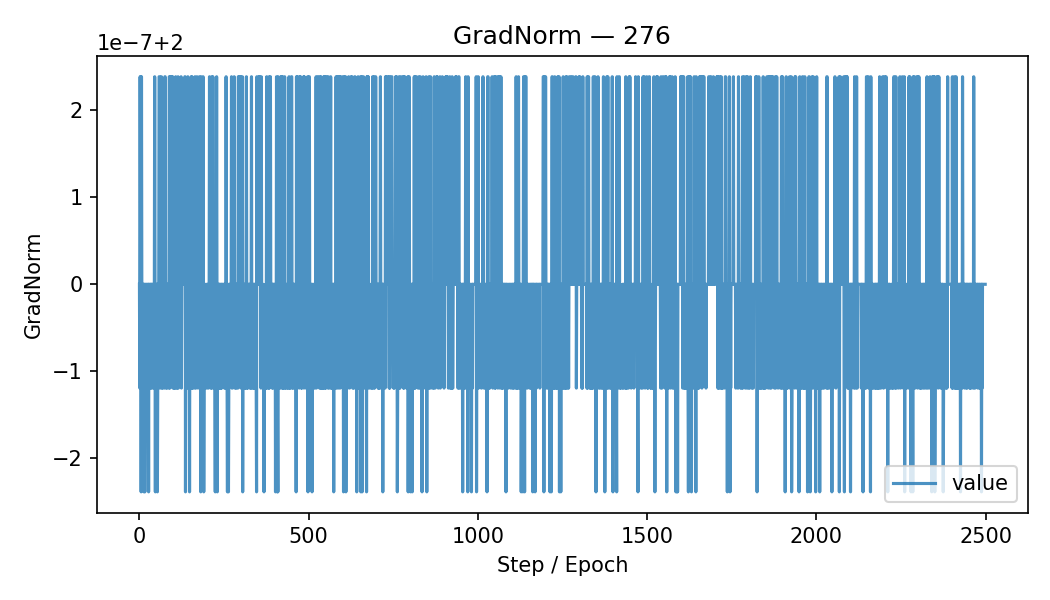 GradNorm — 276
1e−7+2
2
1
0
−1
−2
GradNorm
value
0 500 1000 1500 2000 2500
Step / Epoch